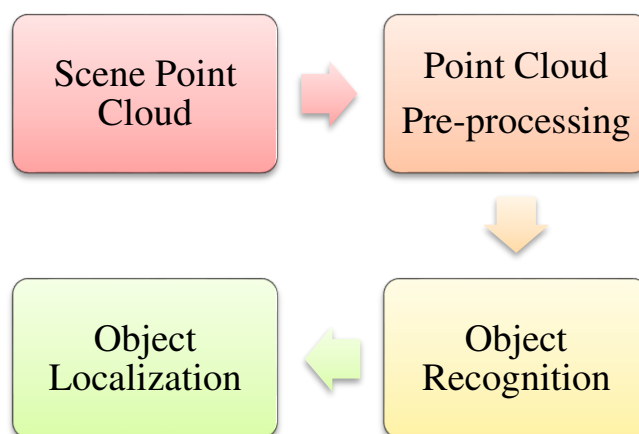 Scene Point
Cloud
Point Cloud
Pre-processing
Object
Recognition
Object
Localization